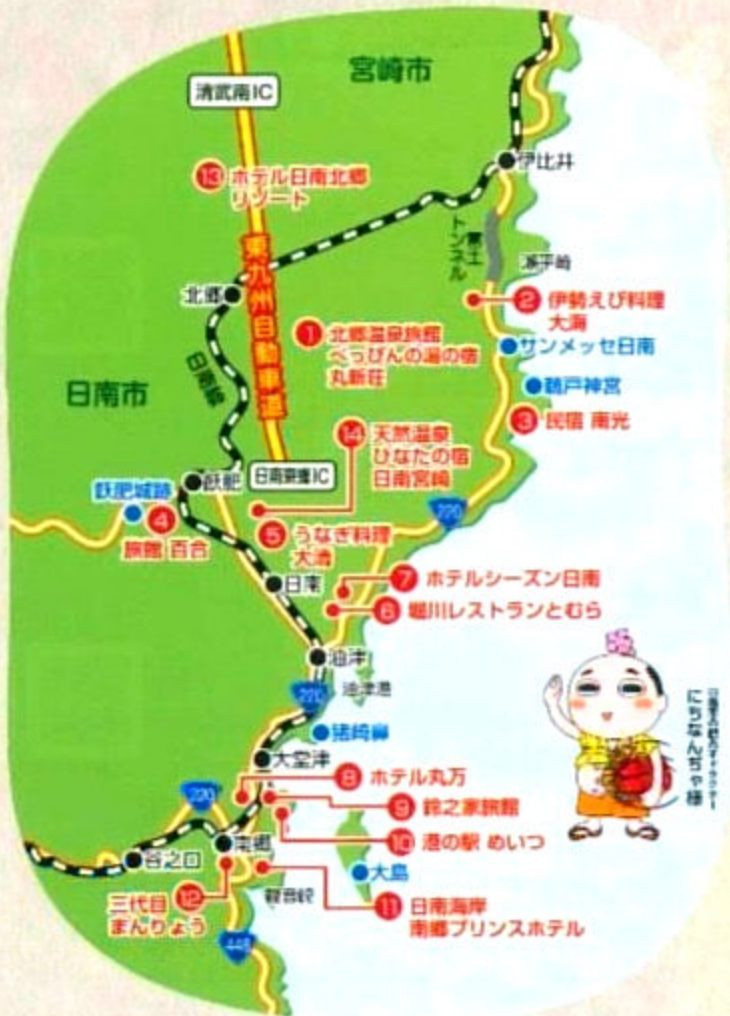 宮崎市
清武南IC
13 ホテル日南北郷
リゾート
伊比井
富士
トンネル
東九州自動車道
瀬平崎
北郷
2 伊勢えび料理
大海
1 北郷温泉旅館
べっぴんの湯の宿
丸新荘
サンメッセ日南
日南線
日南市
鵜戸神宮
3 民宿 南光
14 天然温泉
ひなたの宿
日南宮崎
日南東郷IC
飫肥
飫肥城跡
4
旅館 百合
220
5 うなぎ料理
大清
日南
7 ホテルシーズン日南
6 堀川レストランとむら
油津
220
油津港
猪崎鼻
大堂津
8 ホテル丸万
220
9 鈴之家旅館
10 港の駅 めいつ
南郷
谷之口
大島
12 三代目
まんりょう
観音崎
11 日南海岸
南郷プリンスホテル
448
にちなんぢゃ様